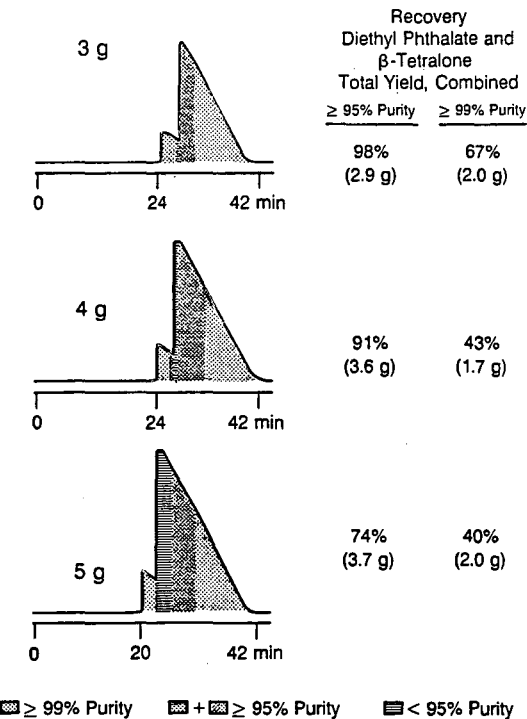 Recovery
Diethyl Phthalate and
β-Tetralone
Total Yield, Combined
≥ 95% Purity ≥ 99% Purity
3 g
98% 67%
(2.9 g) (2.0 g)
0 24 42 min
4 g
91% 43%
(3.6 g) (1.7 g)
0 24 42 min
5 g
74% 40%
(3.7 g) (2.0 g)
0 20 42 min
≥ 99% Purity + ≥ 95% Purity < 95% Purity